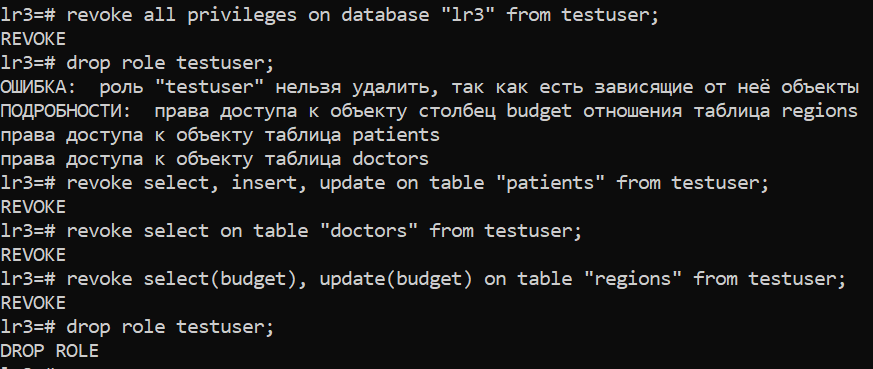 lr3=# revoke all privileges on database "lr3" from testuser;
REVOKE
lr3=# drop role testuser;
ОШИБКА:  роль "testuser" нельзя удалить, так как есть зависящие от неё объекты
ПОДРОБНОСТИ:  права доступа к объекту столбец budget отношения таблица regions
права доступа к объекту таблица patients
права доступа к объекту таблица doctors
lr3=# revoke select, insert, update on table "patients" from testuser;
REVOKE
lr3=# revoke select on table "doctors" from testuser;
REVOKE
lr3=# revoke select(budget), update(budget) on table "regions" from testuser;
REVOKE
lr3=# drop role testuser;
DROP ROLE